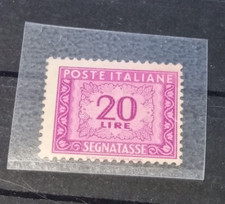 POSTE ITALIANE
20
LIRE
SEGNATASSE